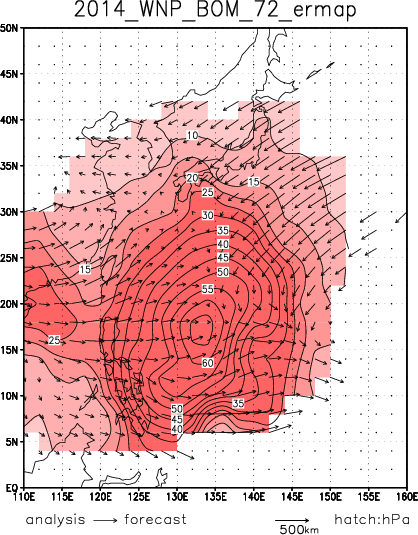 2014_WNP_BOM_72_ermap
50N
45N
40N
10
35N
20
15
25
30N
30
35
40
25N
45
15
50
55
20N
15N
25
60
10N
50
35
45
40
5N
EQ
110E 115E 120E 125E 130E 135E 140E 145E 150E 155E 160E
analysis → forecast
500km
hatch:hPa